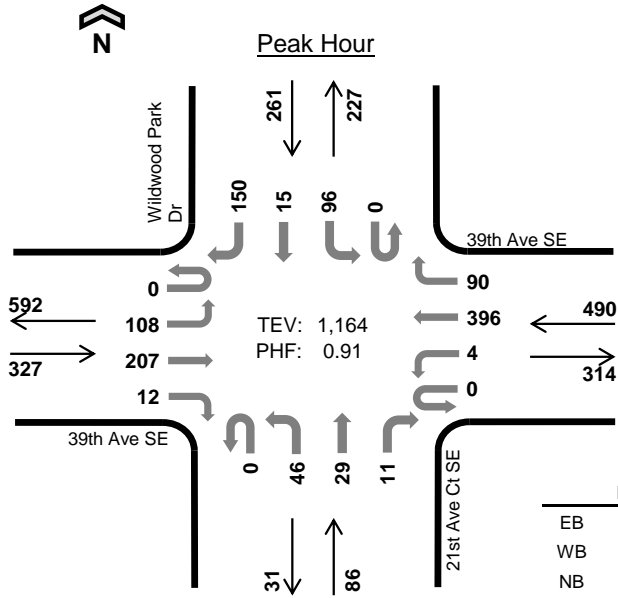 N
Peak Hour
261
227
Wildwood Park
Dr
150
15
96
0
39th Ave SE
0
90
592
108
TEV: 1,164
396
490
327
207
PHF: 0.91
4
314
12
0
39th Ave SE
0
46
29
11
21st Ave Ct SE
31
86
EB
WB
NB